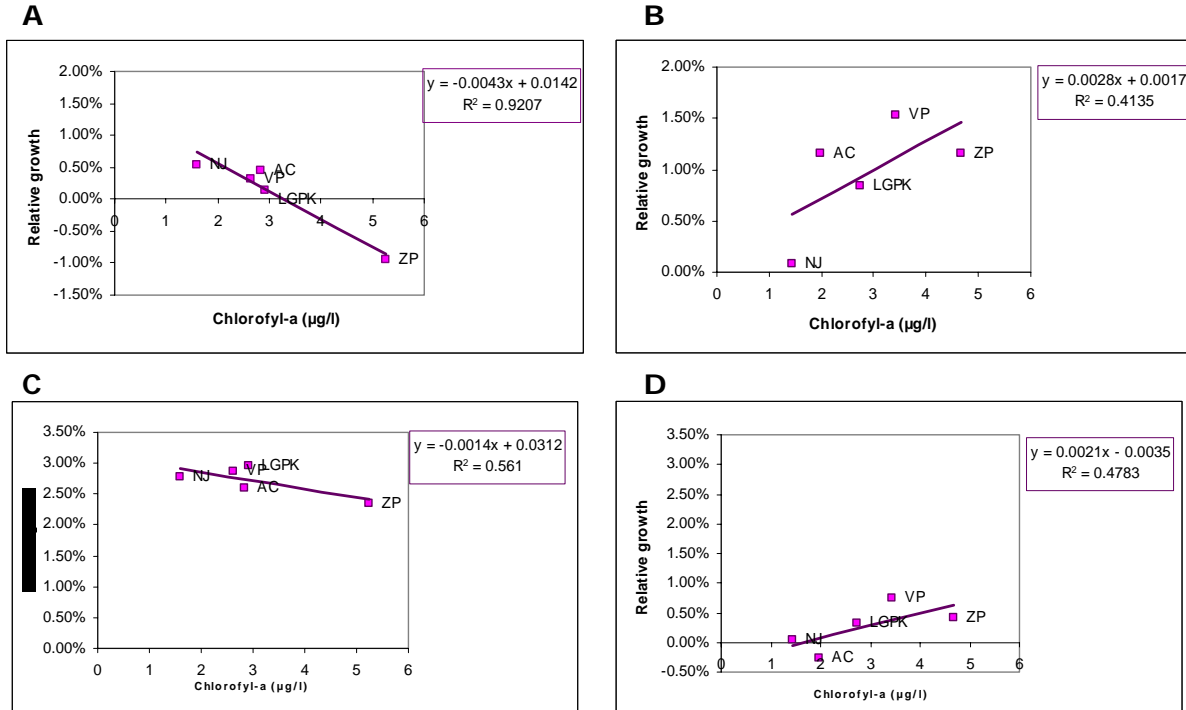 A
2.00%
1.50%
1.00%
0.50%
0.00%
-0.50%
-1.00%
-1.50%
Relative growth
0 1 2 3 4 5 6
NJ
AC
VP
LGPK
ZP
Chlorofyl-a (µg/l)
y = -0.0043x + 0.0142
R² = 0.9207
B
2.00%
1.50%
1.00%
0.50%
0.00%
Relative growth
0 1 2 3 4 5 6
VP
AC
ZP
LGPK
NJ
Chlorofyl-a (µg/l)
y = 0.0028x + 0.0017
R² = 0.4135
C
3.50%
3.00%
2.50%
2.00%
1.50%
1.00%
0.50%
0.00%
0 1 2 3 4 5 6
LGPK
VP
NJ
AC
ZP
Chlorofyl-a (µg/l)
y = -0.0014x + 0.0312
R² = 0.561
D
3.50%
3.00%
2.50%
2.00%
1.50%
1.00%
0.50%
0.00%
-0.50%
Relative growth
0 1 2 3 4 5 6
VP
LGPK
ZP
NJ
AC
Chlorofyl-a (µg/l)
y = 0.0021x - 0.0035
R² = 0.4783